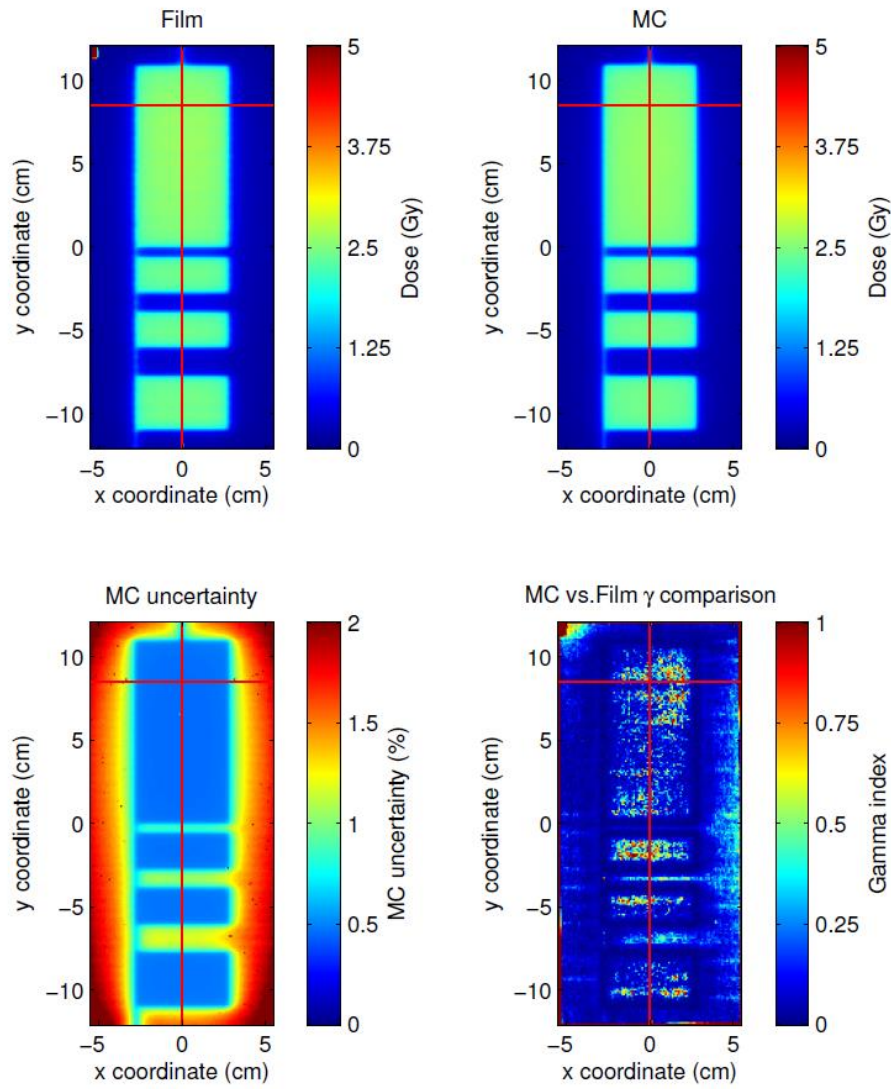 Film
MC
10
5
0
−5
−10
y coordinate (cm)
−5 0 5
x coordinate (cm)
5
3.75
2.5
1.25
0
Dose (Gy)
10
5
0
−5
−10
y coordinate (cm)
−5 0 5
x coordinate (cm)
5
3.75
2.5
1.25
0
Dose (Gy)
MC uncertainty
MC vs.Film γ comparison
10
5
0
−5
−10
y coordinate (cm)
−5 0 5
x coordinate (cm)
2
1.5
1
0.5
0
MC uncertainty (%)
10
5
0
−5
−10
y coordinate (cm)
−5 0 5
x coordinate (cm)
1
0.75
0.5
0.25
0
Gamma index